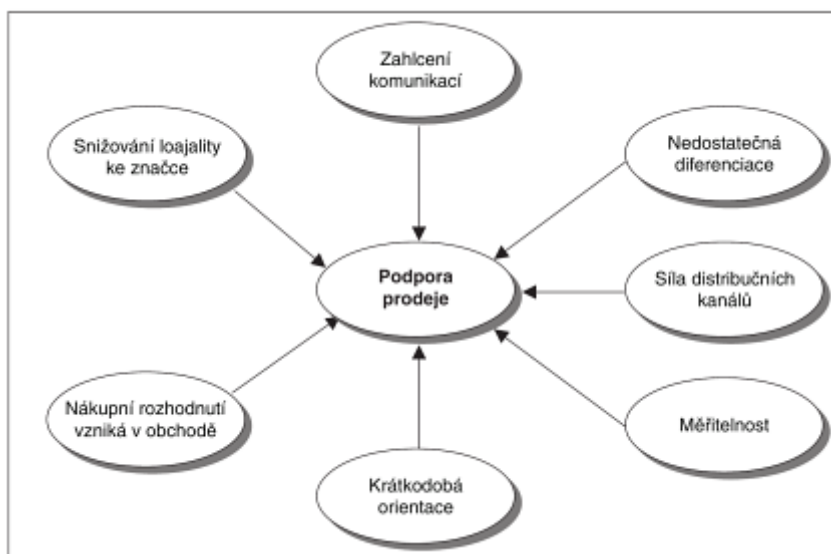 Zahlcení
komunikací
Snižování loajality
ke značce
Nedostatečná
diferenciace
Podpora
prodeje
Síla distribučních
kanálů
Nákupní rozhodnutí
vzniká v obchodě
Měřitelnost
Krátkodobá
orientace